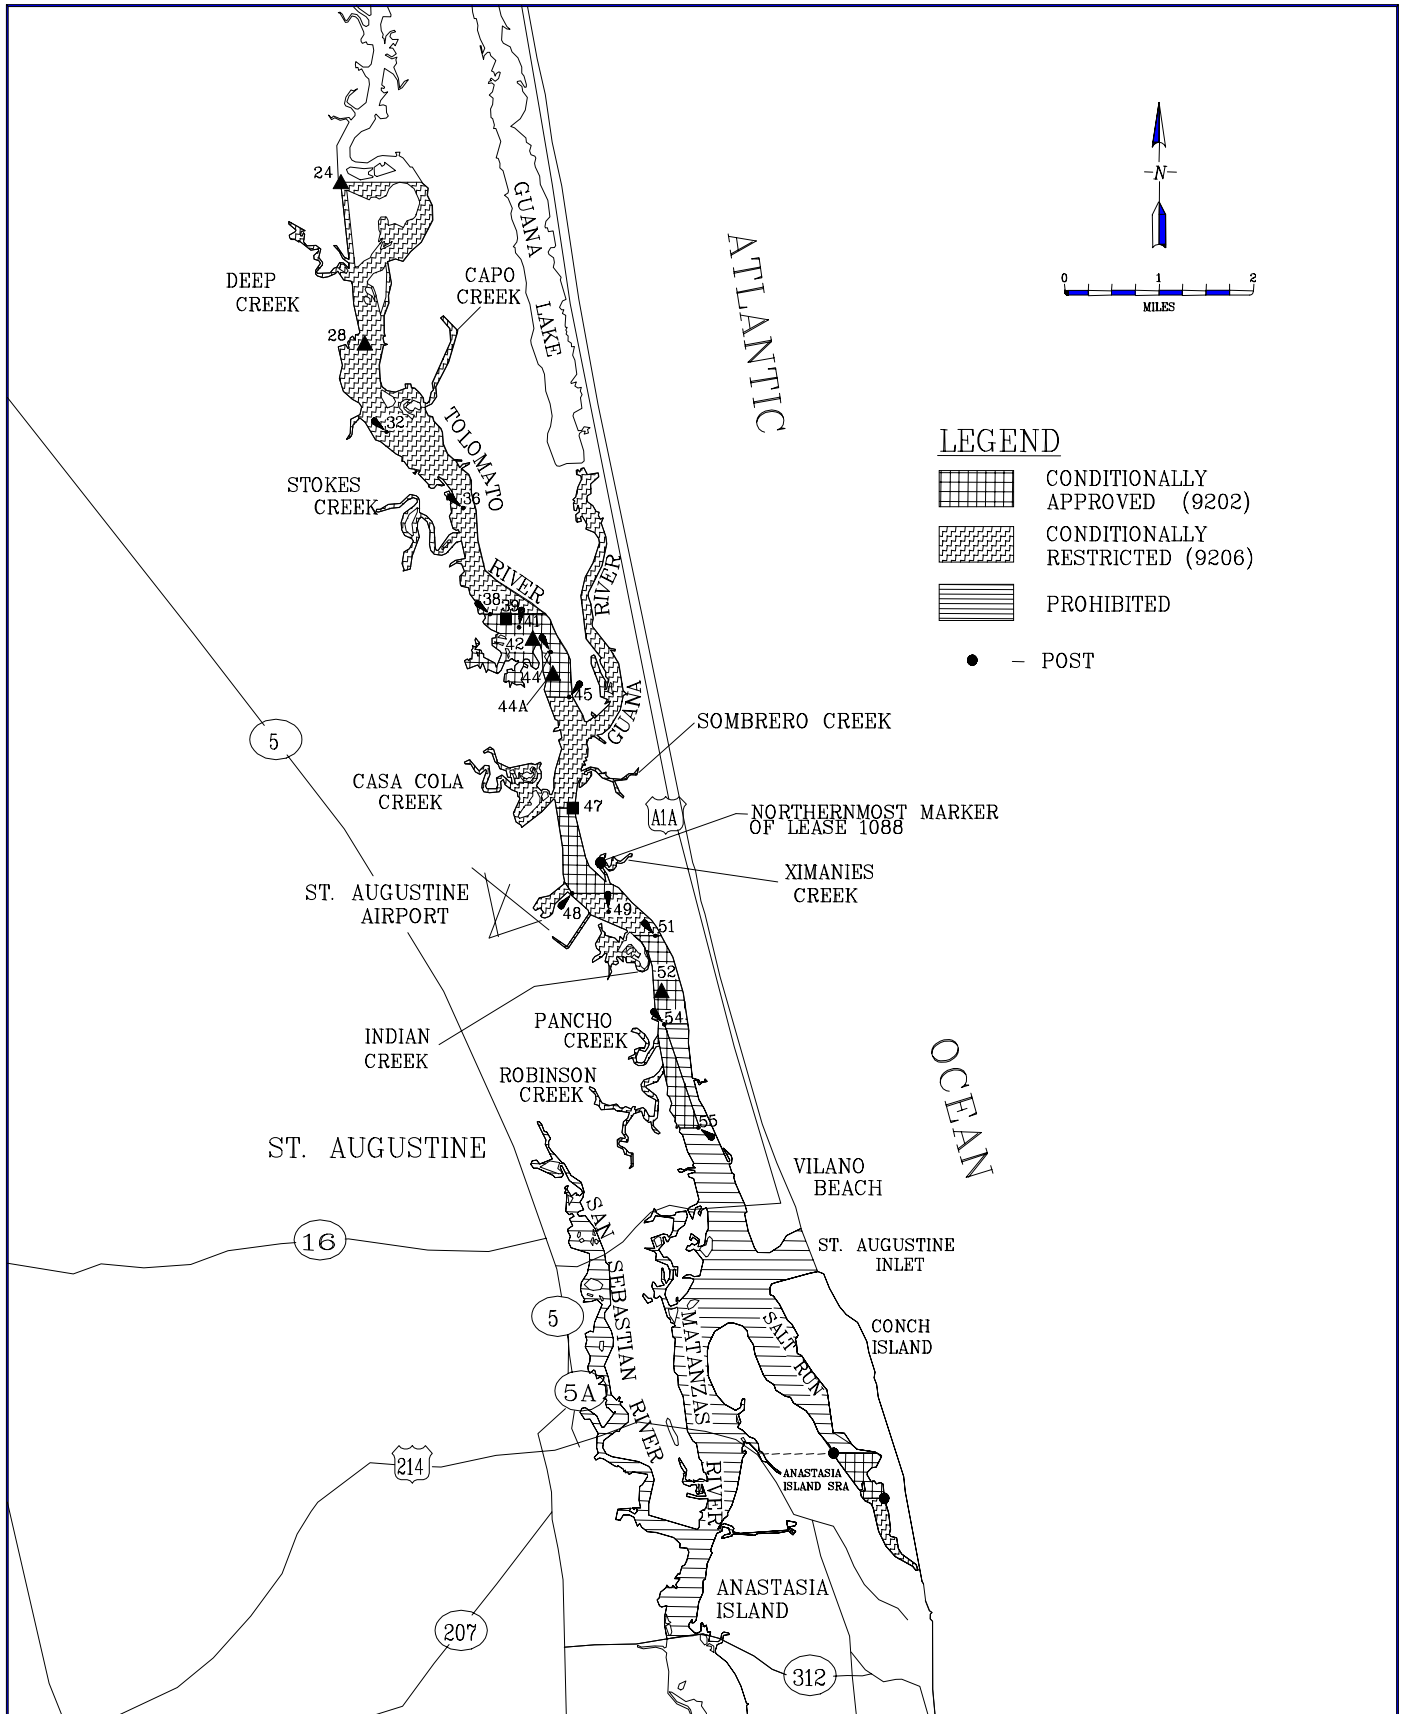 24
GUANA
LAKE
N
DEEP
CREEK
CAPO
CREEK
0 1 2
MILES
ATLANTIC
28
32
TOLOMATO
LEGEND
CONDITIONALLY
APPROVED (9202)
CONDITIONALLY
RESTRICTED (9206)
PROHIBITED
– POST
STOKES
CREEK
36
RIVER
RIVER
38
39
41
42
44
44A
45
GUANA
SOMBRERO CREEK
5
CASA COLA
CREEK
47
A1A
NORTHERNMOST MARKER
OF LEASE 1088
XIMANIES
CREEK
ST. AUGUSTINE
AIRPORT
48
49
51
52
54
INDIAN
CREEK
PANCHO
CREEK
ROBINSON
CREEK
OCEAN
55
ST. AUGUSTINE
VILANO
BEACH
SAN
SEBASTIAN
RIVER
16
ST. AUGUSTINE
INLET
5
MATANZAS
RIVER
SALT RUN
CONCH
ISLAND
5A
214
ANASTASIA
ISLAND SRA
ANASTASIA
ISLAND
207
312